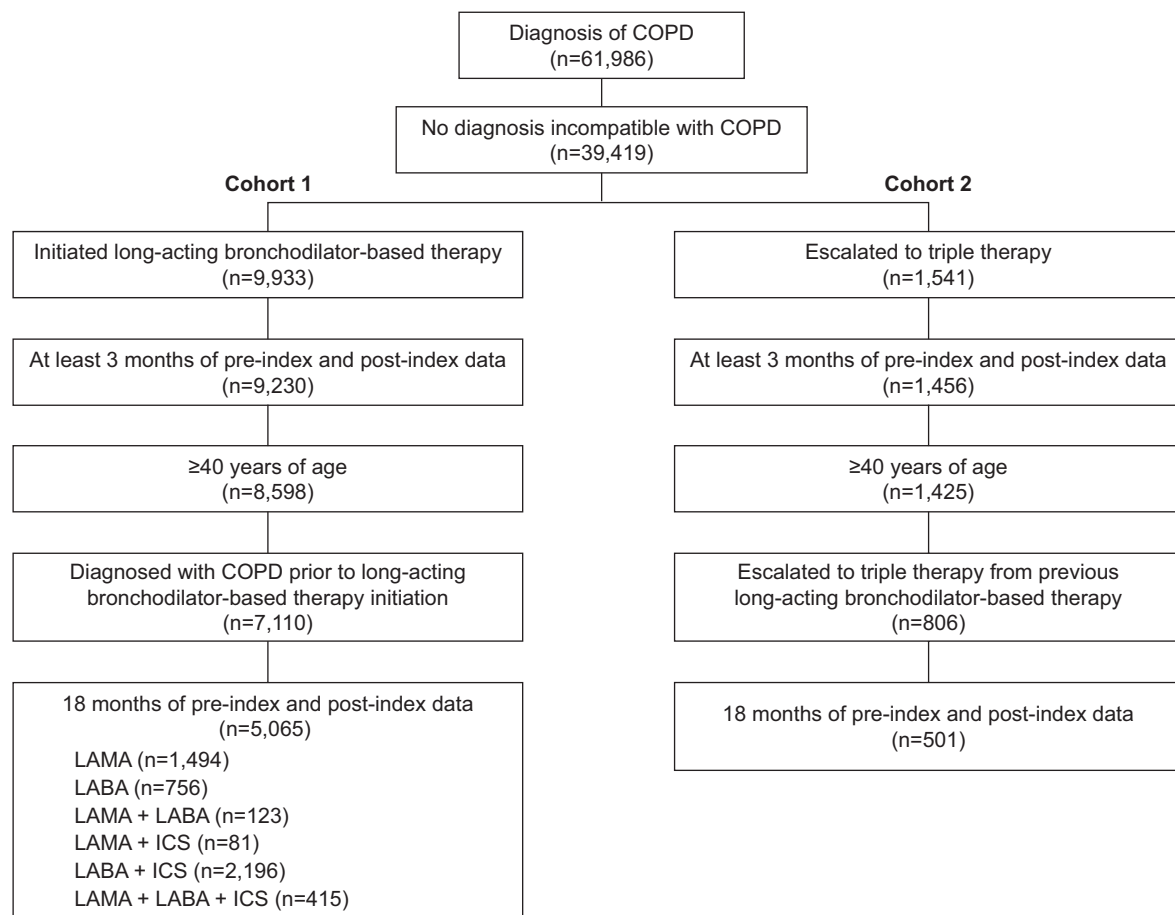 Diagnosis of COPD
(n=61,986)
No diagnosis incompatible with COPD
(n=39,419)
Cohort 1
Initiated long-acting bronchodilator-based therapy
(n=9,933)
At least 3 months of pre-index and post-index data
(n=9,230)
≥40 years of age
(n=8,598)
Diagnosed with COPD prior to long-acting
bronchodilator-based therapy initiation
(n=7,110)
18 months of pre-index and post-index data
(n=5,065)
LAMA (n=1,494)
LABA (n=756)
LAMA + LABA (n=123)
LAMA + ICS (n=81)
LABA + ICS (n=2,196)
LAMA + LABA + ICS (n=415)
Cohort 2
Escalated to triple therapy
(n=1,541)
At least 3 months of pre-index and post-index data
(n=1,456)
≥40 years of age
(n=1,425)
Escalated to triple therapy from previous
long-acting bronchodilator-based therapy
(n=806)
18 months of pre-index and post-index data
(n=501)